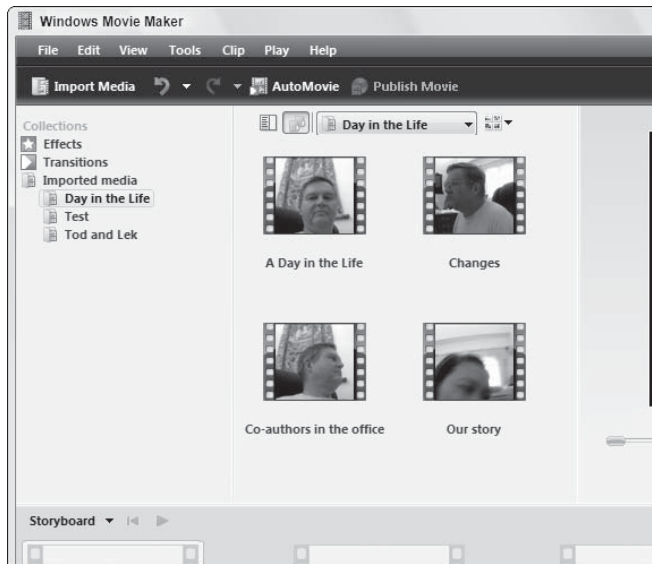 Windows Movie Maker
File Edit View Tools Clip Play Help
Import Media AutoMovie Publish Movie
Collections
Effects
Transitions
Imported media
Day in the Life
Test
Tod and Lek
Day in the Life
A Day in the Life Changes
Co-authors in the office Our story
Storyboard